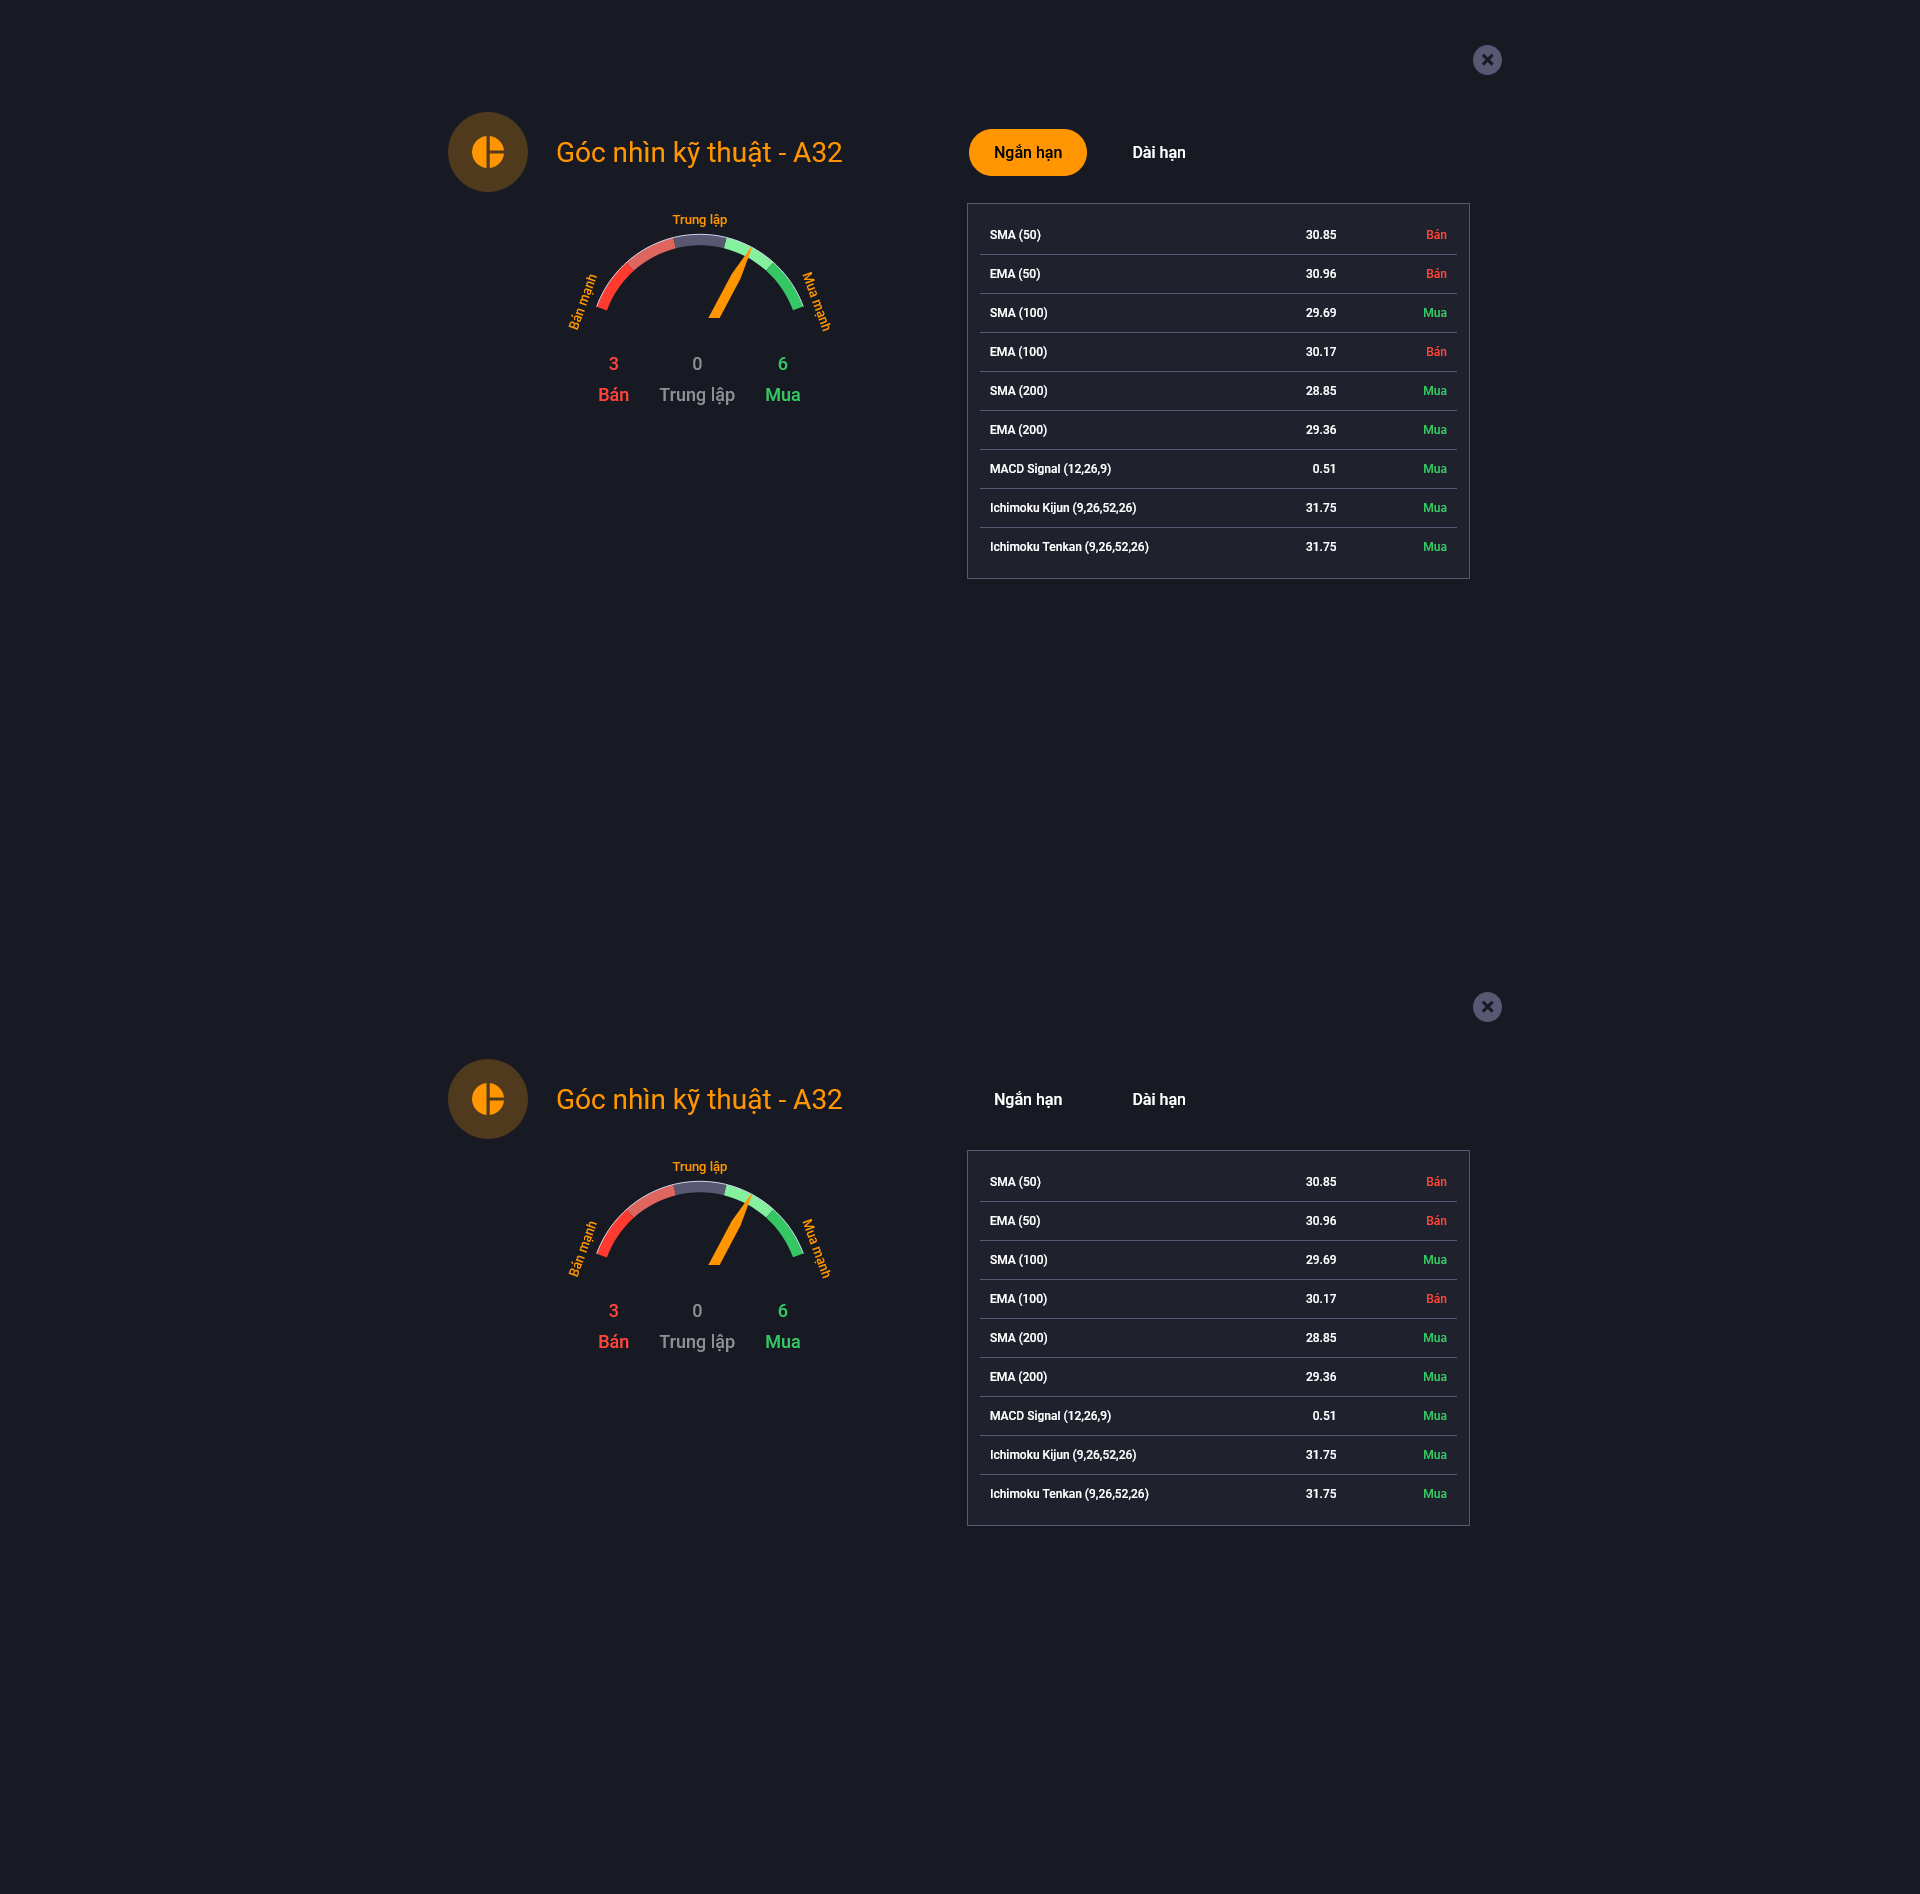 Góc nhìn kỹ thuật - A32
Ngắn hạn Dài hạn
Trung lập
Bán mạnh
Mua mạnh
3 0 6
Bán Trung lập Mua
SMA (50) 30.85 Bán
EMA (50) 30.96 Bán
SMA (100) 29.69 Mua
EMA (100) 30.17 Bán
SMA (200) 28.85 Mua
EMA (200) 29.36 Mua
MACD Signal (12,26,9) 0.51 Mua
Ichimoku Kijun (9,26,52,26) 31.75 Mua
Ichimoku Tenkan (9,26,52,26) 31.75 Mua
Góc nhìn kỹ thuật - A32
Ngắn hạn Dài hạn
Trung lập
Bán mạnh
Mua mạnh
3 0 6
Bán Trung lập Mua
SMA (50) 30.85 Bán
EMA (50) 30.96 Bán
SMA (100) 29.69 Mua
EMA (100) 30.17 Bán
SMA (200) 28.85 Mua
EMA (200) 29.36 Mua
MACD Signal (12,26,9) 0.51 Mua
Ichimoku Kijun (9,26,52,26) 31.75 Mua
Ichimoku Tenkan (9,26,52,26) 31.75 Mua